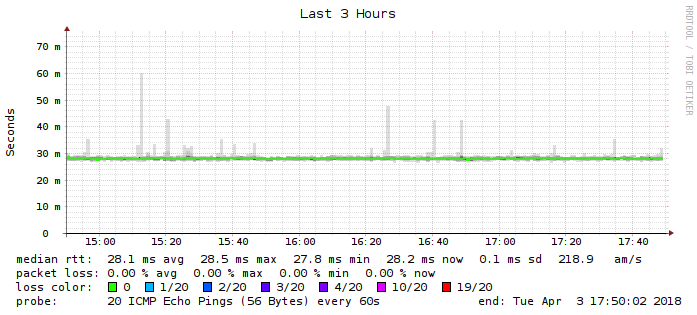 Last 3 Hours
RRDTOOL / TOBI OETIKER
Seconds
70 m
60 m
50 m
40 m
30 m
20 m
10 m
0
15:00 15:20 15:40 16:00 16:20 16:40 17:00 17:20 17:40
median rtt: 28.1 ms avg 28.5 ms max 27.8 ms min 28.2 ms now 0.1 ms sd 218.9 am/s
packet loss: 0.00 % avg 0.00 % max 0.00 % min 0.00 % now
loss color: 0 1/20 2/20 3/20 4/20 10/20 19/20
probe: 20 ICMP Echo Pings (56 Bytes) every 60s end: Tue Apr 3 17:50:02 2018